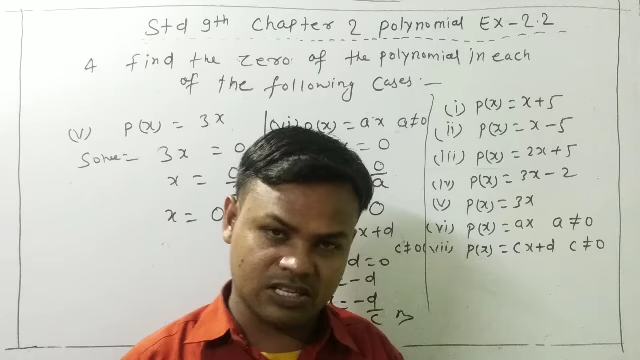 Std 9th Chapter 2 Polynomial Ex-2.2
4 find the zero of the polynomial in each
of the following cases:-
(v) P(x) = 3x
Solve= 3x = 0
x = 0
x = 0
(vi) P(x) = ax a≠0
= 0
0
a
0
x+d
c≠0
d = 0
= -d
= -d/c
(i) P(x) = x+5
(ii) P(x) = x-5
(iii) P(x) = 2x+5
(iv) P(x) = 3x-2
(v) P(x) = 3x
(vi) P(x) = ax a≠0
(vii) P(x) = cx+d c≠0